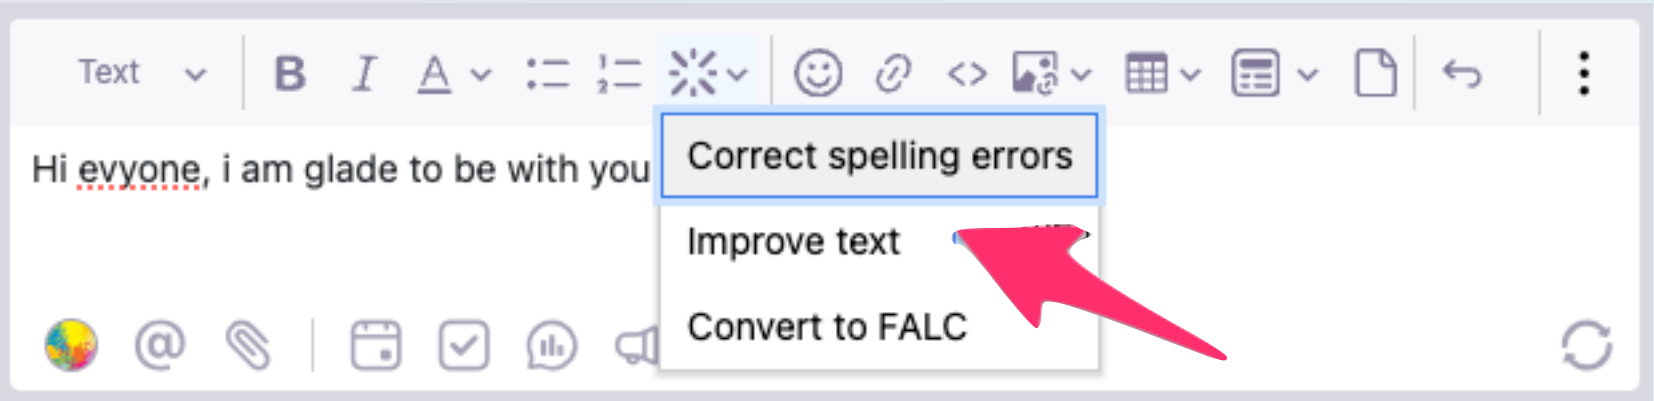 Text B I A
Hi evyone, i am glade to be with you
Correct spelling errors
Improve text
Convert to FALC
@